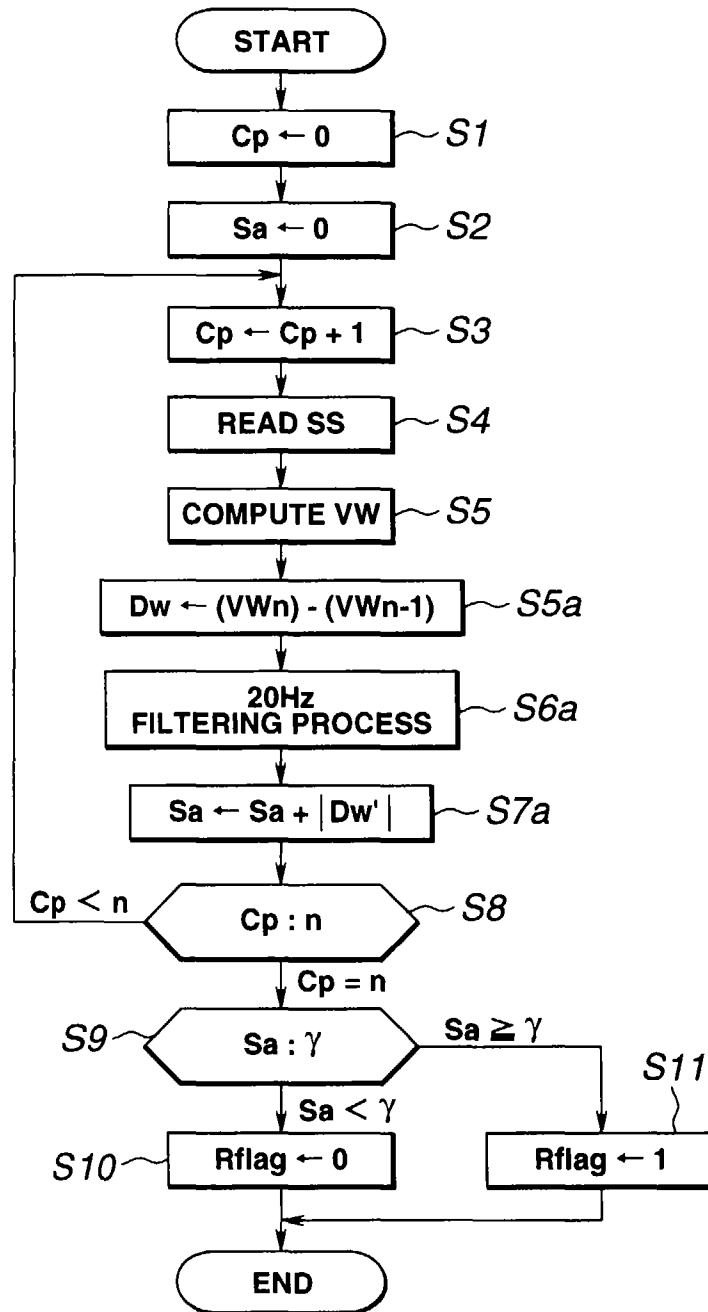 START
Cp ← 0
S1
Sa ← 0
S2
Cp ← Cp + 1
S3
READ SS
S4
COMPUTE VW
S5
Dw ← (VWn) - (VWn-1)
S5a
20Hz
FILTERING PROCESS
S6a
Sa ← Sa + |Dw'|
S7a
Cp < n
Cp : n
S8
Cp = n
S9
Sa : γ
Sa ≧ γ
Sa < γ
S11
S10
Rflag ← 0
Rflag ← 1
END